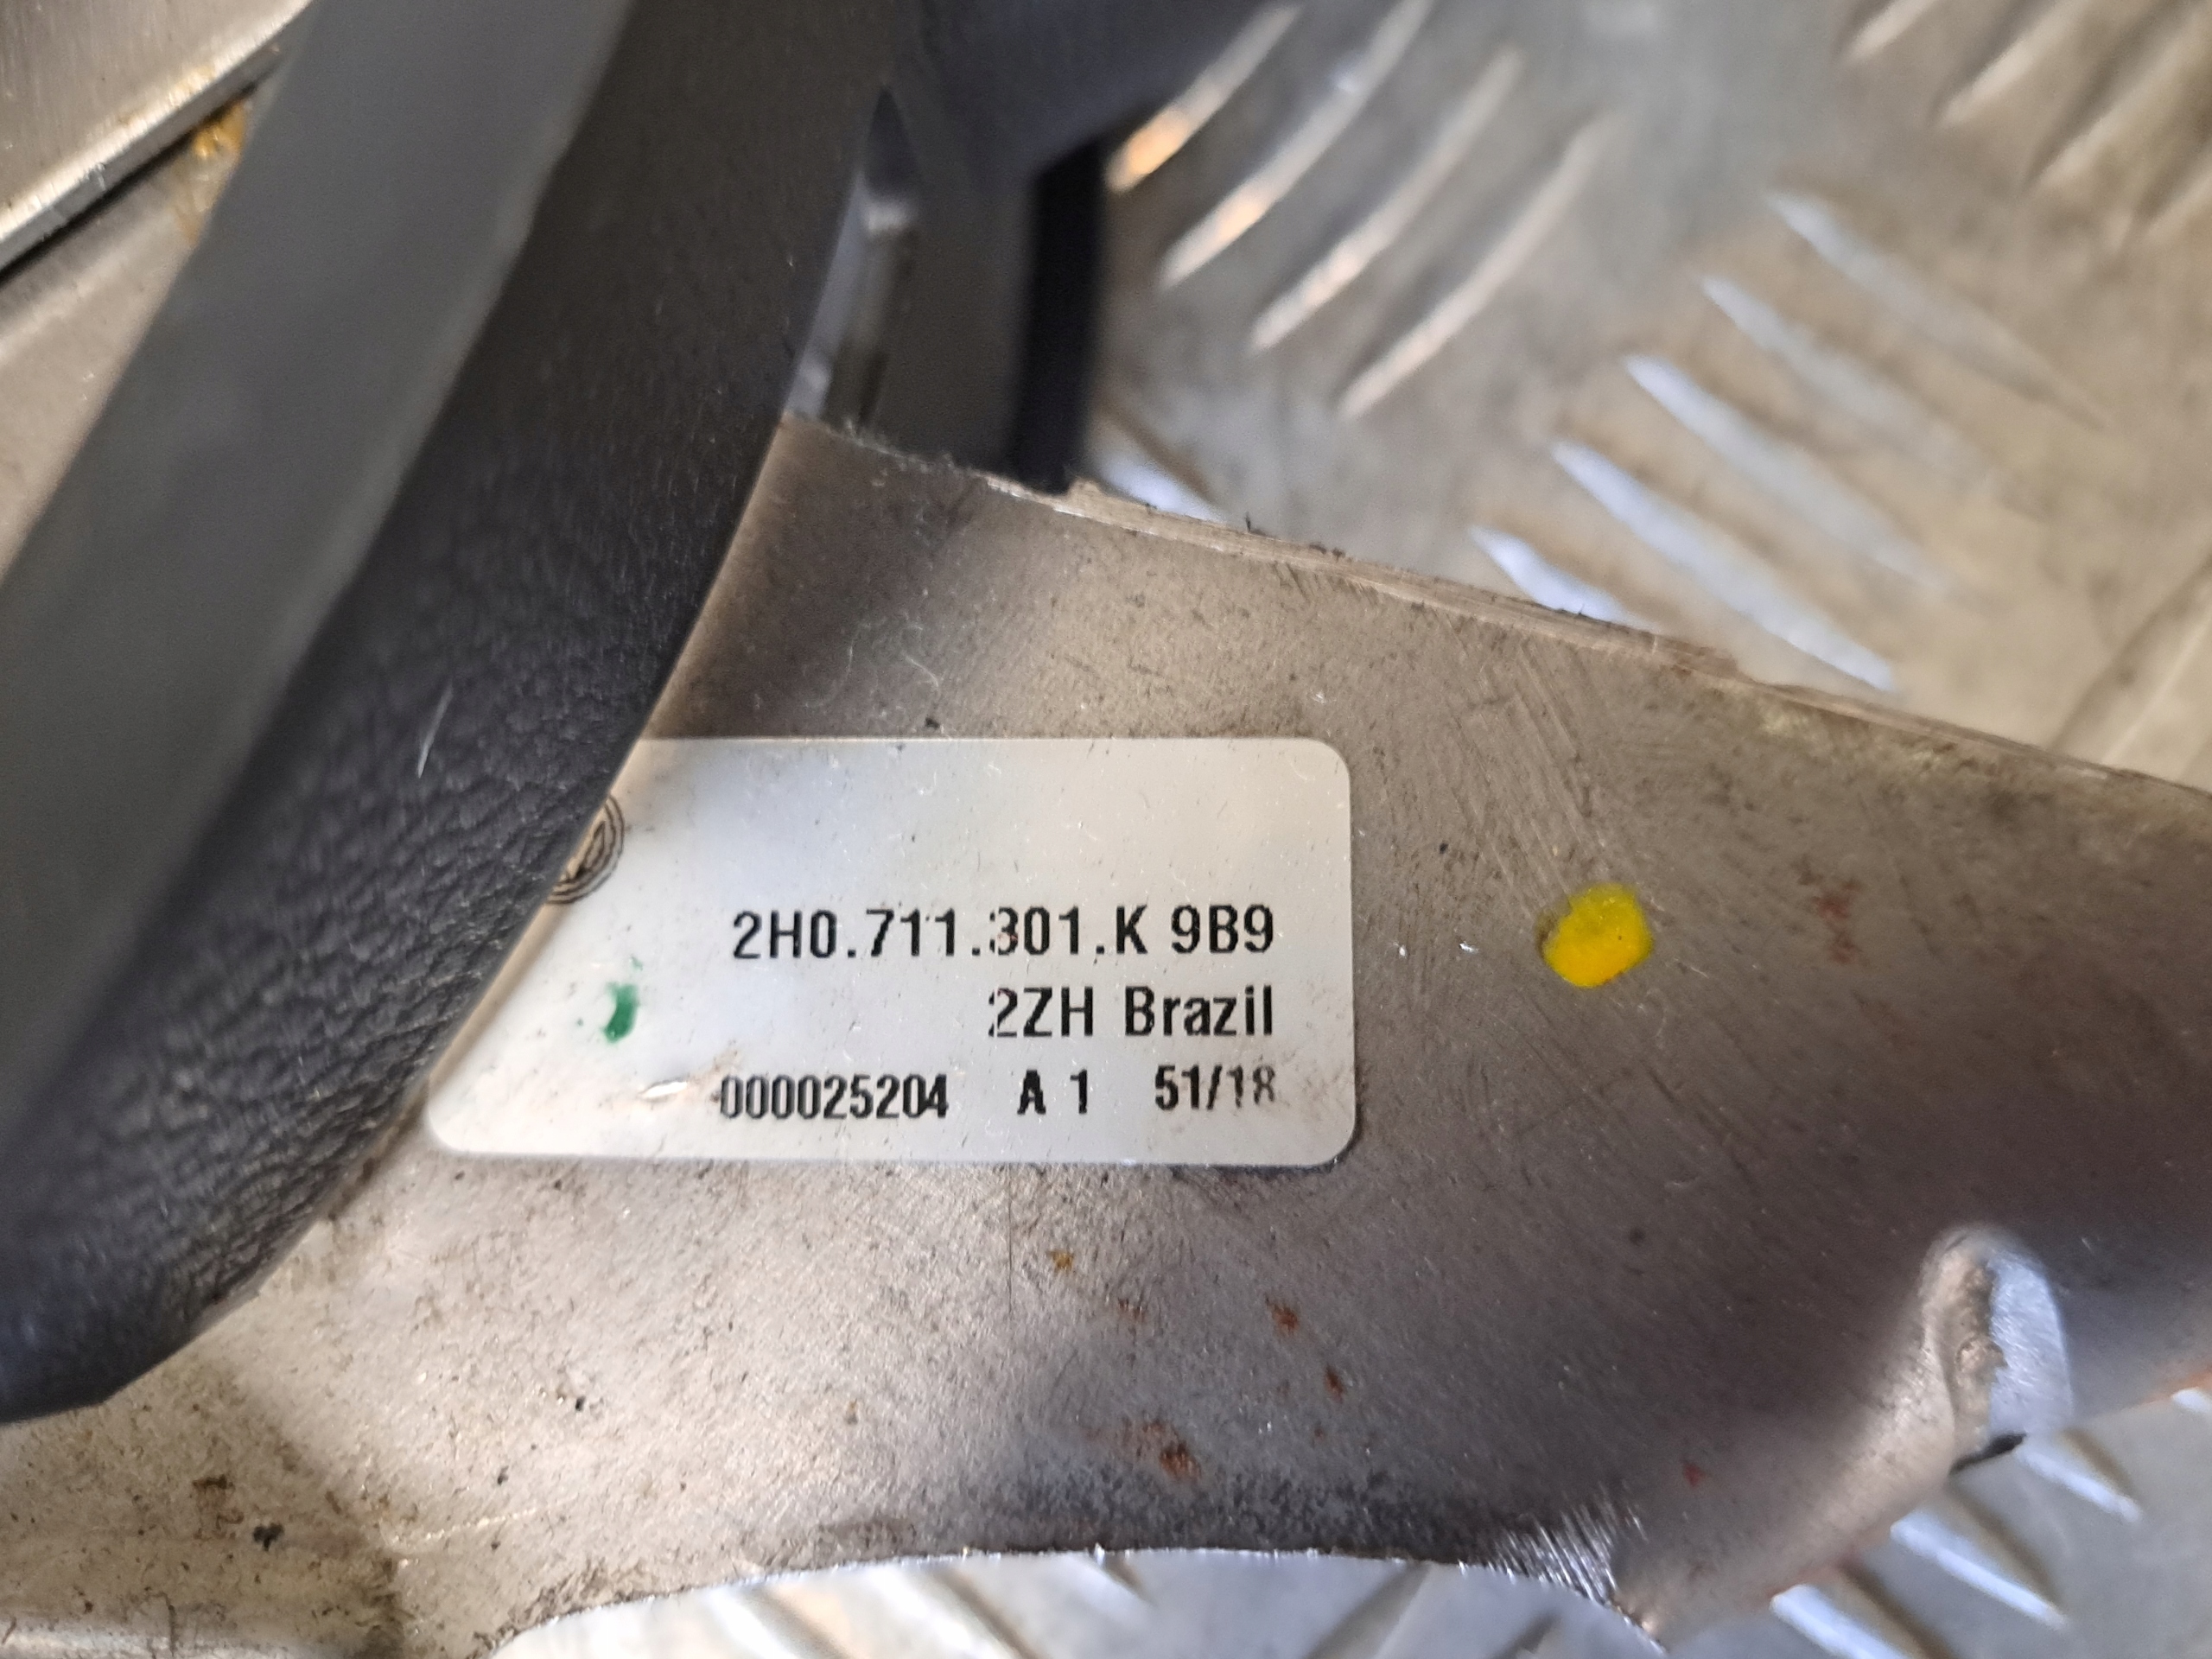 2H0.711.301.K 9B9
2ZH Brazil
000025204 A 1 51/18